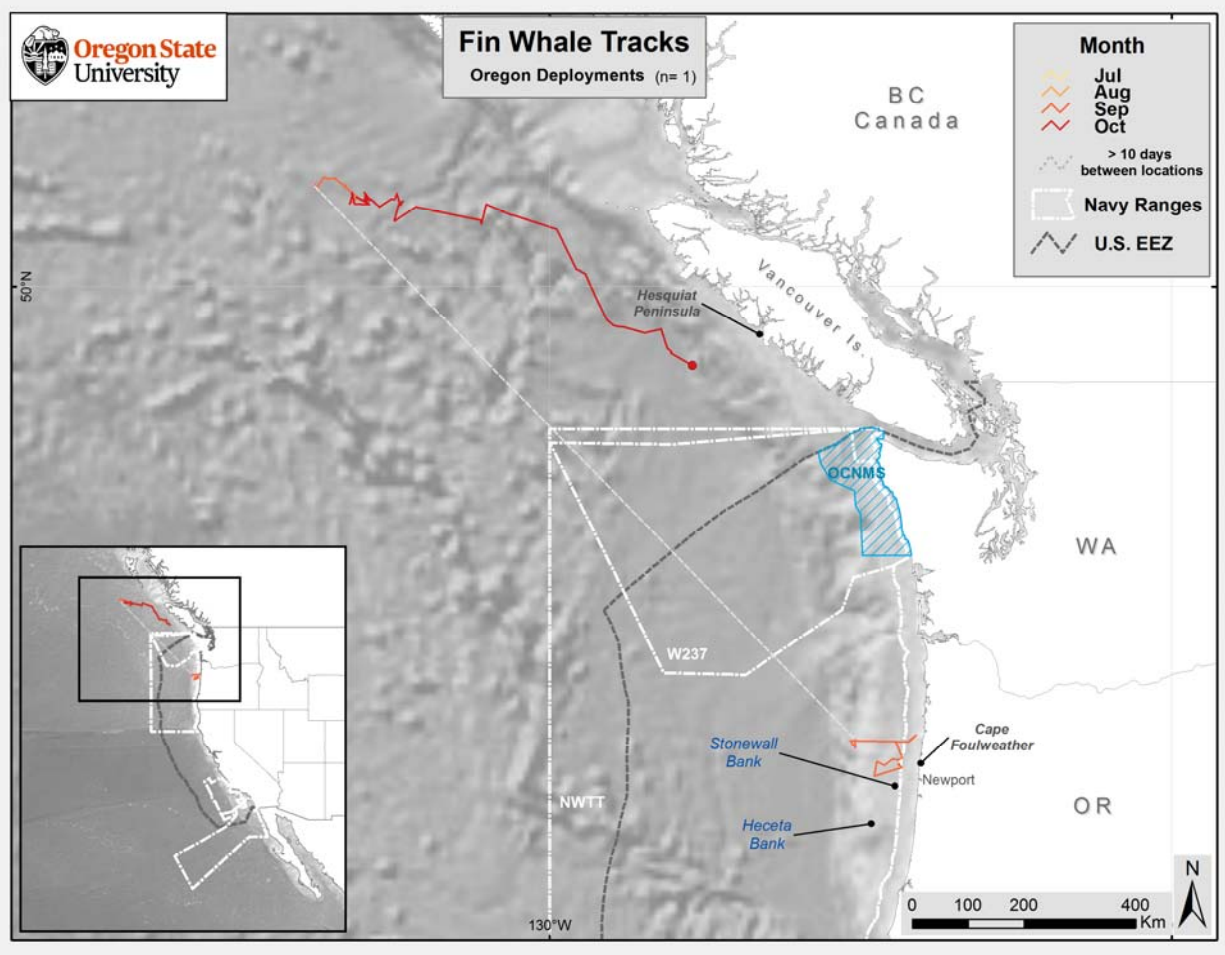 Oregon State
University
Fin Whale Tracks
Oregon Deployments (n= 1)
BC
Canada
Month
Jul
Aug
Sep
Oct
> 10 days
between locations
Navy Ranges
U.S. EEZ
50°N
Hesquiat
Peninsula
Vancouver Is.
OCNMS
WA
W237
Stonewall
Bank
Cape
Foulweather
Newport
NWTT
Heceta
Bank
OR
130°W
N
0 100 200 400
Km